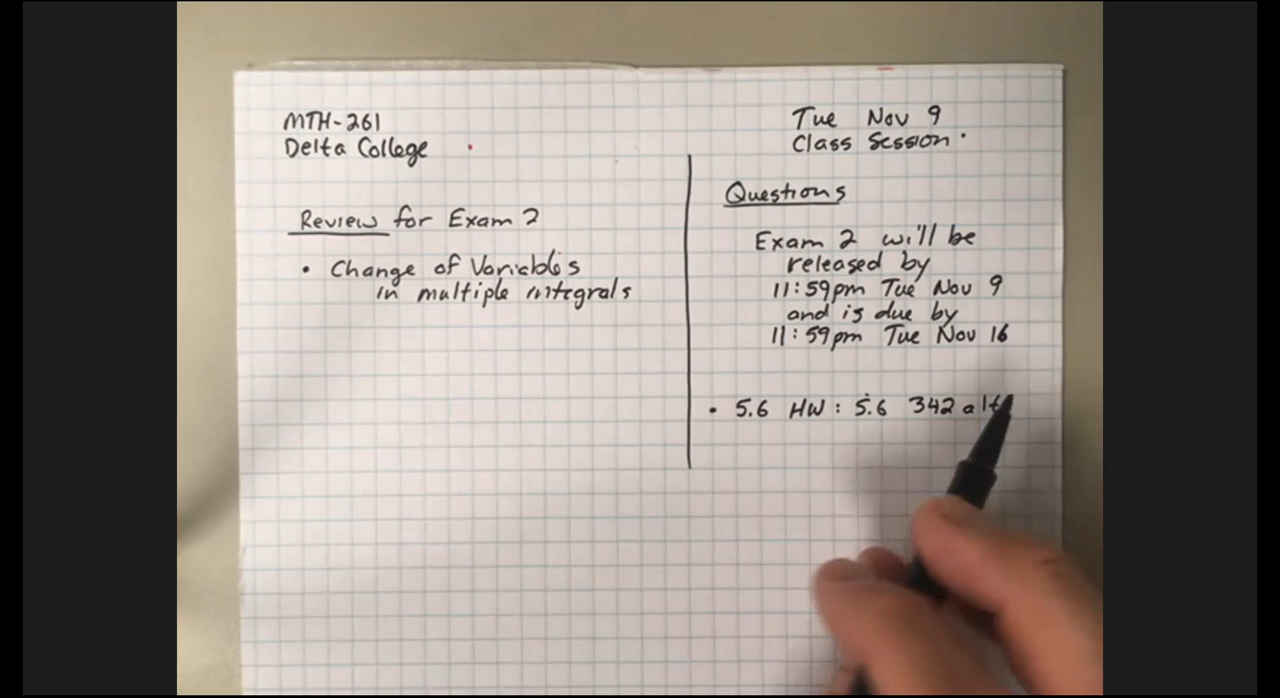 MTH-261
Delta College
Tue Nov 9
Class Session
Review for Exam 2
• Change of Variables
in multiple integrals
Questions
Exam 2 will be
released by
11:59pm Tue Nov 9
and is due by
11:59pm Tue Nov 16
• 5.6 HW: 5.6 342 alt